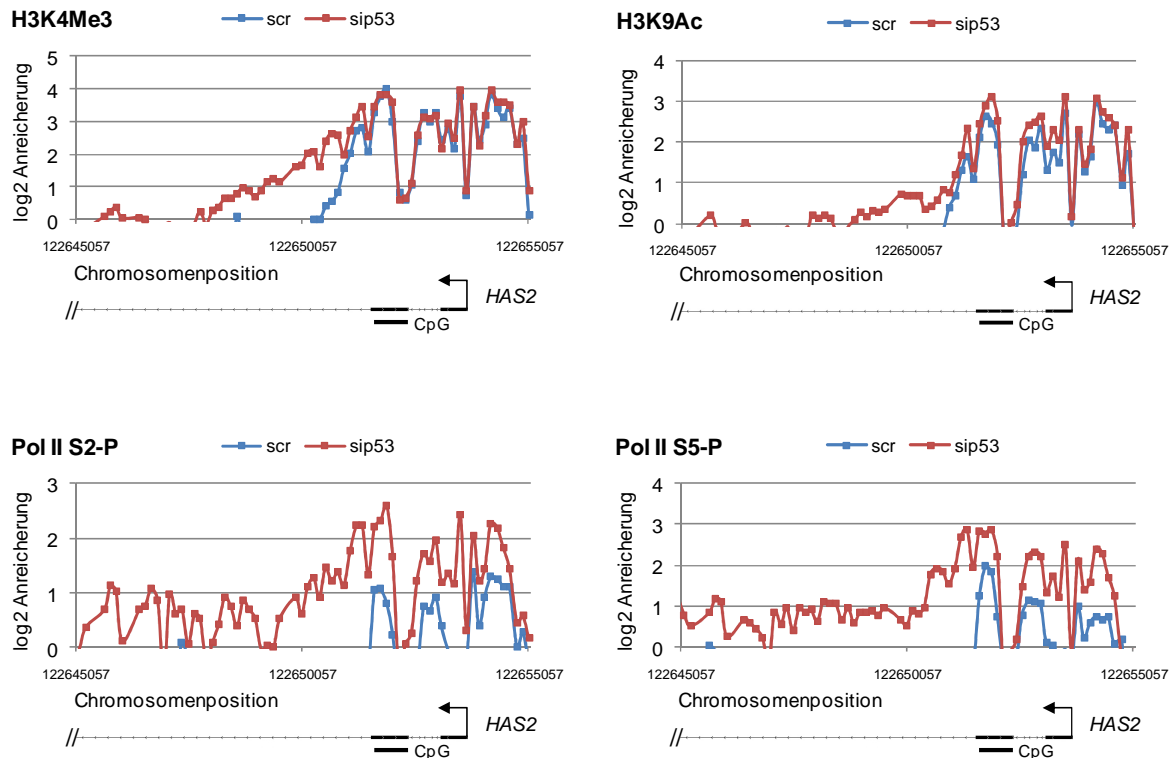 H3K4Me3
scr sip53
log2 Anreicherung
5
4
3
2
1
0
122645057 122650057 122655057
Chromosomenposition
HAS2
//
CpG
H3K9Ac
scr sip53
log2 Anreicherung
4
3
2
1
0
122645057 122650057 122655057
Chromosomenposition
HAS2
//
CpG
Pol II S2-P
scr sip53
log2 Anreicherung
3
2
1
0
122645057 122650057 122655057
Chromosomenposition
HAS2
//
CpG
Pol II S5-P
scr sip53
log2 Anreicherung
4
3
2
1
0
122645057 122650057 122655057
Chromosomenposition
HAS2
//
CpG